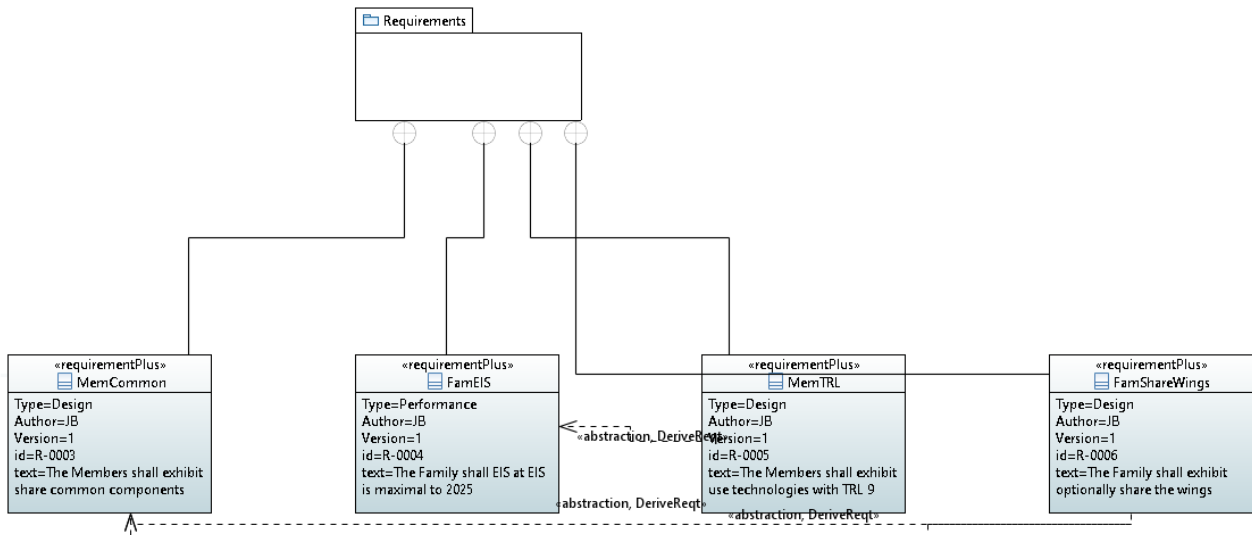 Requirements
«requirementPlus»
MemCommon
Type=Design
Author=JB
Version=1
id=R-0003
text=The Members shall exhibit
share common components
«requirementPlus»
FamEIS
Type=Performance
Author=JB
Version=1
id=R-0004
text=The Family shall EIS at EIS
is maximal to 2025
«requirementPlus»
MemTRL
Type=Design
Author=JB
Version=1
id=R-0005
text=The Members shall exhibit
use technologies with TRL 9
«requirementPlus»
FamShareWings
Type=Design
Author=JB
Version=1
id=R-0006
text=The Family shall exhibit
optionally share the wings
«abstraction, DeriveReqt»
«abstraction, DeriveReqt»
«abstraction, DeriveReqt»